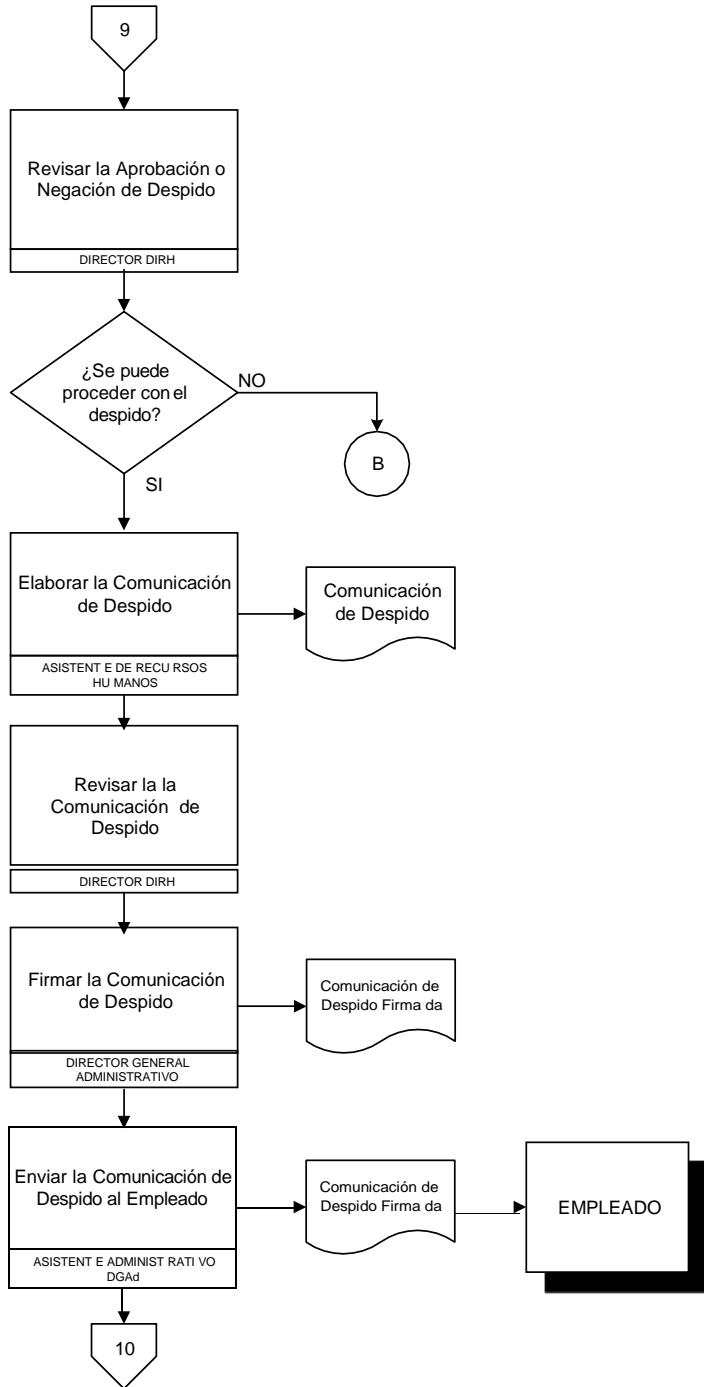 9
Revisar la Aprobación o
Negación de Despido
DIRECTOR DIRH
¿Se puede
proceder con el
despido?
NO
B
SI
Elaborar la Comunicación
de Despido
ASISTENT E DE RECU RSOS
HU MANOS
Comunicación
de Despido
Revisar la la
Comunicación de
Despido
DIRECTOR DIRH
Firmar la Comunicación
de Despido
DIRECTOR GENERAL
ADMINISTRATIVO
Comunicación de
Despido Firma da
Enviar la Comunicación de
Despido al Empleado
ASISTENT E ADMINIST RATI VO
DGAd
Comunicación de
Despido Firma da
EMPLEADO
10